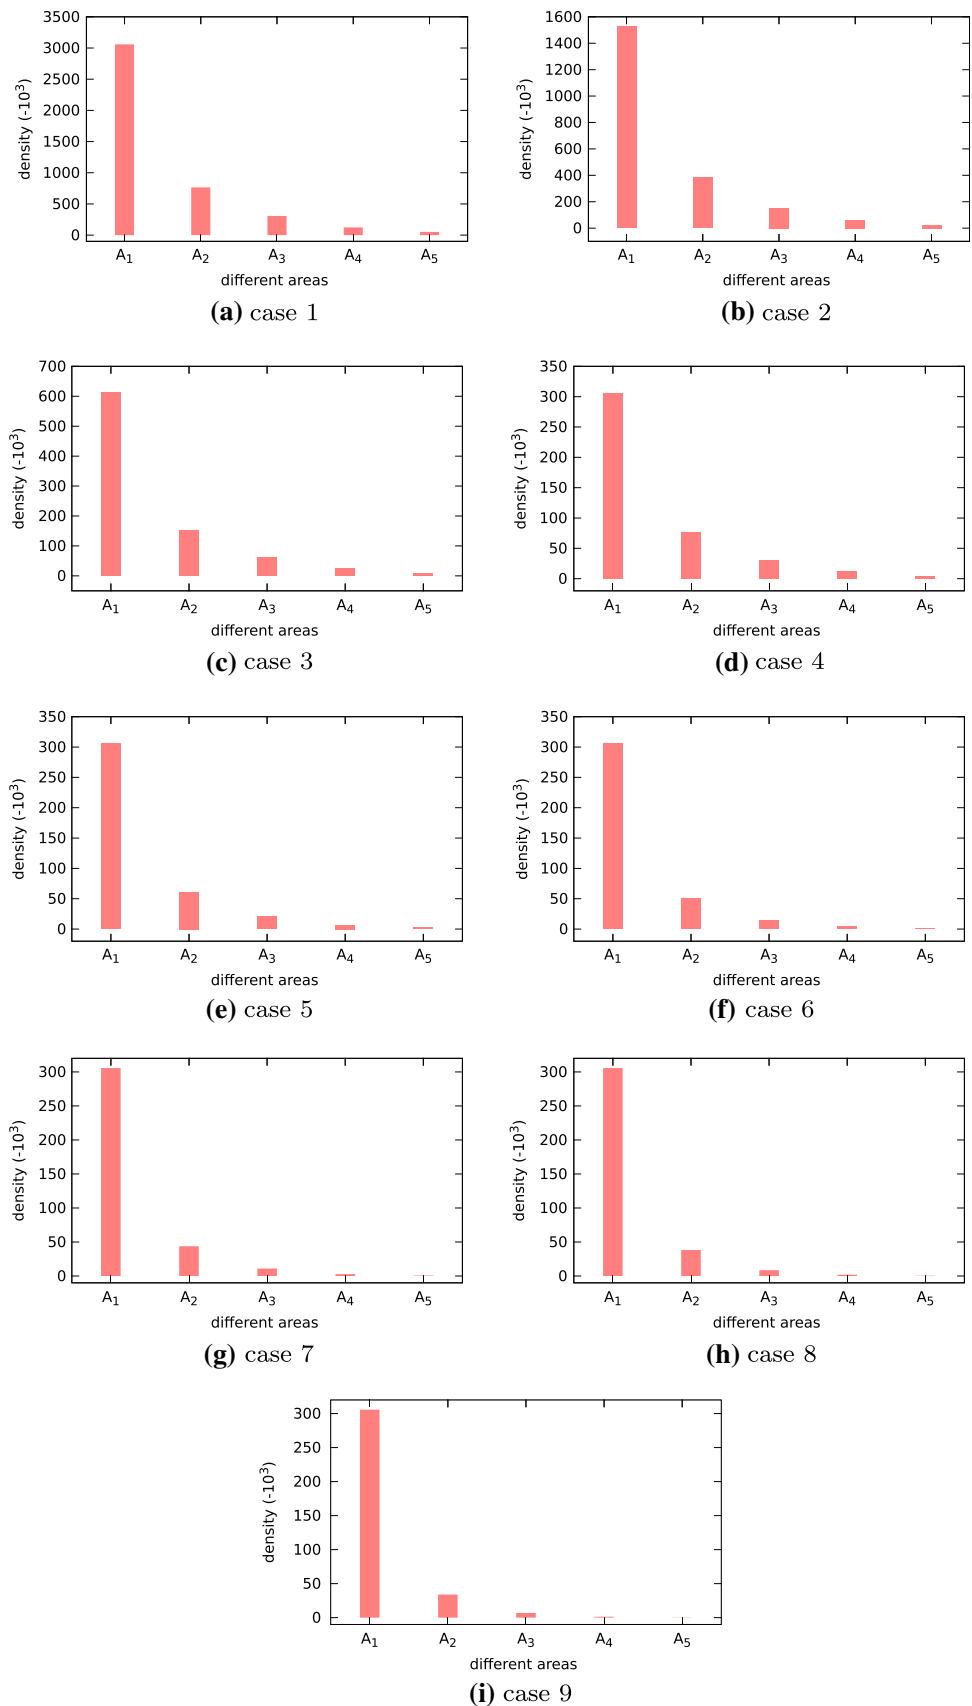 density (-10³)
3500
3000
2500
2000
1500
1000
500
0
A₁ A₂ A₃ A₄ A₅
different areas
(a) case 1
density (-10³)
1600
1400
1200
1000
800
600
400
200
0
A₁ A₂ A₃ A₄ A₅
different areas
(b) case 2
density (-10³)
700
600
500
400
300
200
100
0
A₁ A₂ A₃ A₄ A₅
different areas
(c) case 3
density (-10³)
350
300
250
200
150
100
50
0
A₁ A₂ A₃ A₄ A₅
different areas
(d) case 4
density (-10³)
350
300
250
200
150
100
50
0
A₁ A₂ A₃ A₄ A₅
different areas
(e) case 5
density (-10³)
350
300
250
200
150
100
50
0
A₁ A₂ A₃ A₄ A₅
different areas
(f) case 6
density (-10³)
300
250
200
150
100
50
0
A₁ A₂ A₃ A₄ A₅
different areas
(g) case 7
density (-10³)
300
250
200
150
100
50
0
A₁ A₂ A₃ A₄ A₅
different areas
(h) case 8
density (-10³)
300
250
200
150
100
50
0
A₁ A₂ A₃ A₄ A₅
different areas
(i) case 9